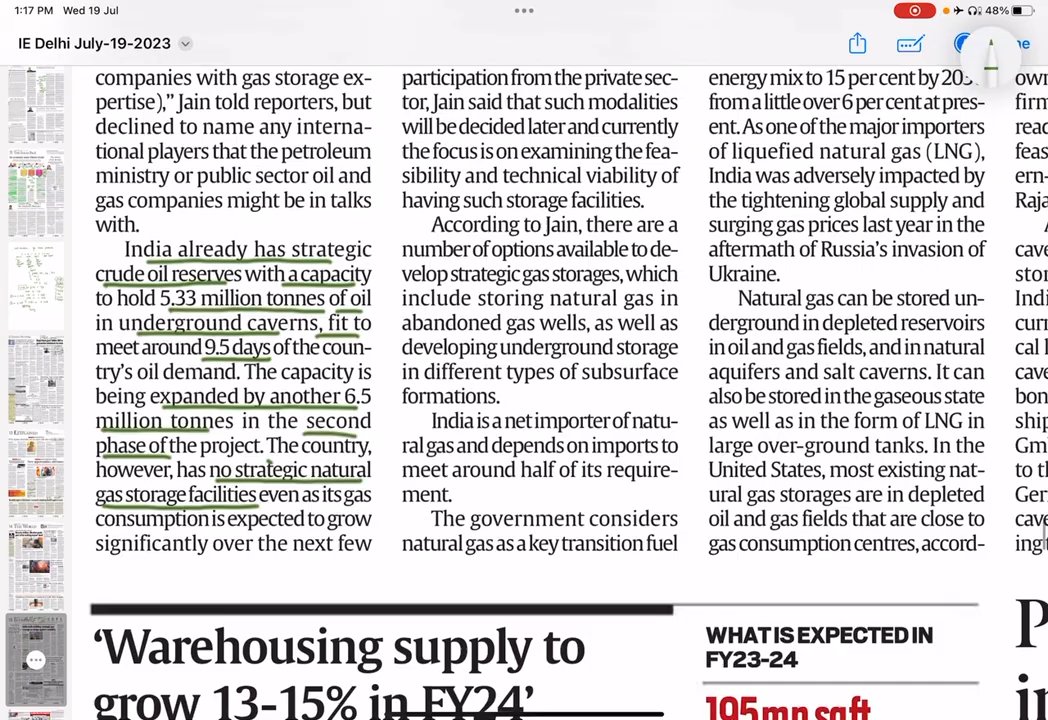 1:17 PM Wed 19 Jul
48%
IE Delhi July-19-2023
companies with gas storage ex-
pertise),” Jain told reporters, but
declined to name any interna-
tional players that the petroleum
ministry or public sector oil and
gas companies might be in talks
with.
India already has strategic
crude oil reserves with a capacity
to hold 5.33 million tonnes of oil
in underground caverns, fit to
meet around 9.5 days of the coun-
try’s oil demand. The capacity is
being expanded by another 6.5
million tonnes in the second
phase of the project. The country,
however, has no strategic natural
gas storage facilities even as its gas
consumption is expected to grow
significantly over the next few
participation from the private sec-
tor, Jain said that such modalities
will be decided later and currently
the focus is on examining the fea-
sibility and technical viability of
having such storage facilities.
According to Jain, there are a
number of options available to de-
velop strategic gas storages, which
include storing natural gas in
abandoned gas wells, as well as
developing underground storage
in different types of subsurface
formations.
India is a net importer of natu-
ral gas and depends on imports to
meet around half of its require-
ment.
The government considers
natural gas as a key transition fuel
energy mix to 15 per cent by
from a little over 6 per cent at pres-
ent. As one of the major importers
of liquefied natural gas (LNG),
India was adversely impacted by
the tightening global supply and
surging gas prices last year in the
aftermath of Russia’s invasion of
Ukraine.
Natural gas can be stored un-
derground in depleted reservoirs
in oil and gas fields, and in natural
aquifers and salt caverns. It can
also be stored in the gaseous state
as well as in the form of LNG in
large over-ground tanks. In the
United States, most existing nat-
ural gas storages are in depleted
oil and gas fields that are close to
gas consumption centres, accord-
‘Warehousing supply to
grow 13-15% in FY24’
WHAT IS EXPECTED IN
FY23-24
195 mn sqft